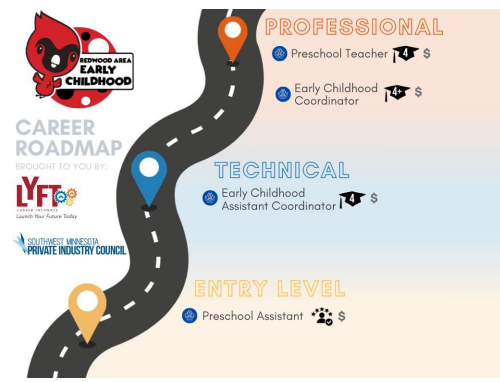 REDWOOD AREA
EARLY
CHILDHOOD
CAREER
ROADMAP
BROUGHT TO YOU BY:
LYFT
CAREER PATHWAYS
Launch Your Future Today
SOUTHWEST MINNESOTA
PRIVATE INDUSTRY COUNCIL
PROFESSIONAL
Preschool Teacher 4 $
Early Childhood
Coordinator 4+ $
TECHNICAL
Early Childhood
Assistant Coordinator 4 $
ENTRY LEVEL
Preschool Assistant $